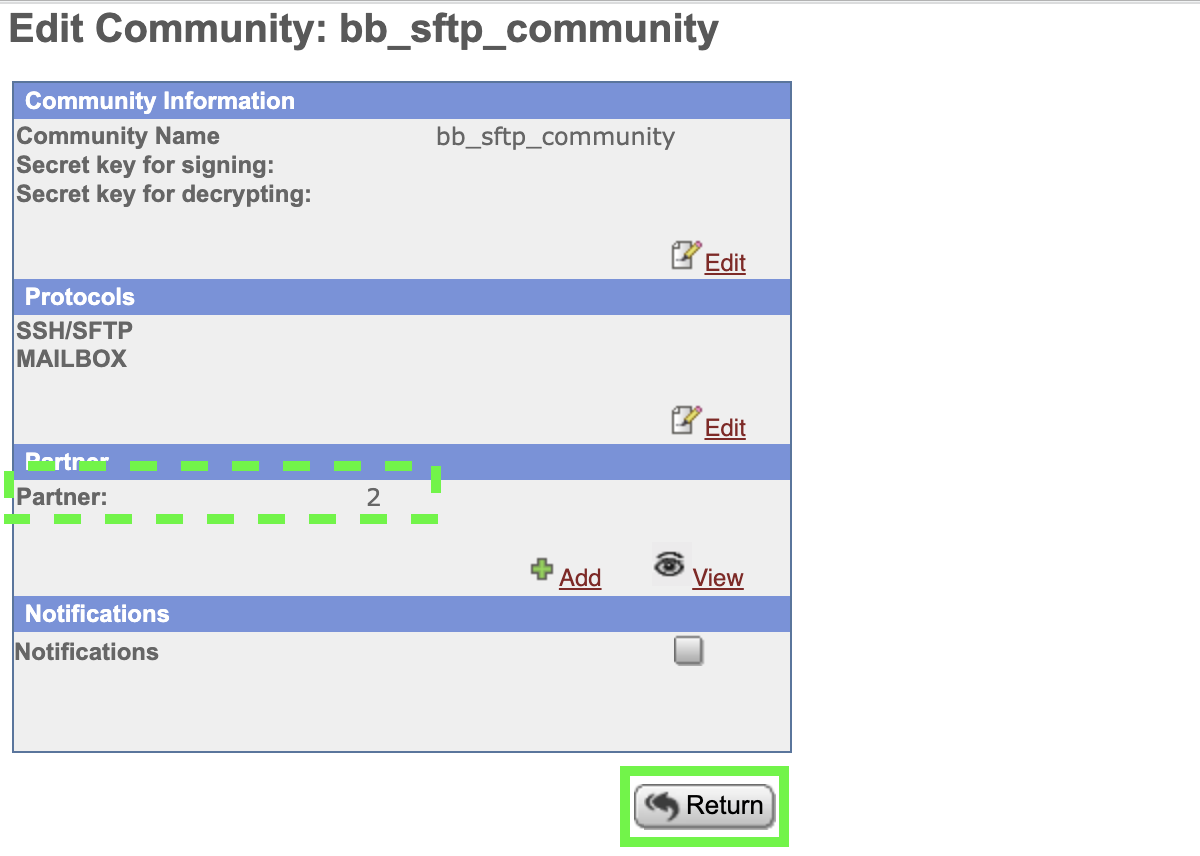 Edit Community: bb_sftp_community
Community Information
Community Name bb_sftp_community
Secret key for signing:
Secret key for decrypting:
Edit
Protocols
SSH/SFTP
MAILBOX
Edit
Partner
Partner: 2
Add View
Notifications
Notifications
Return